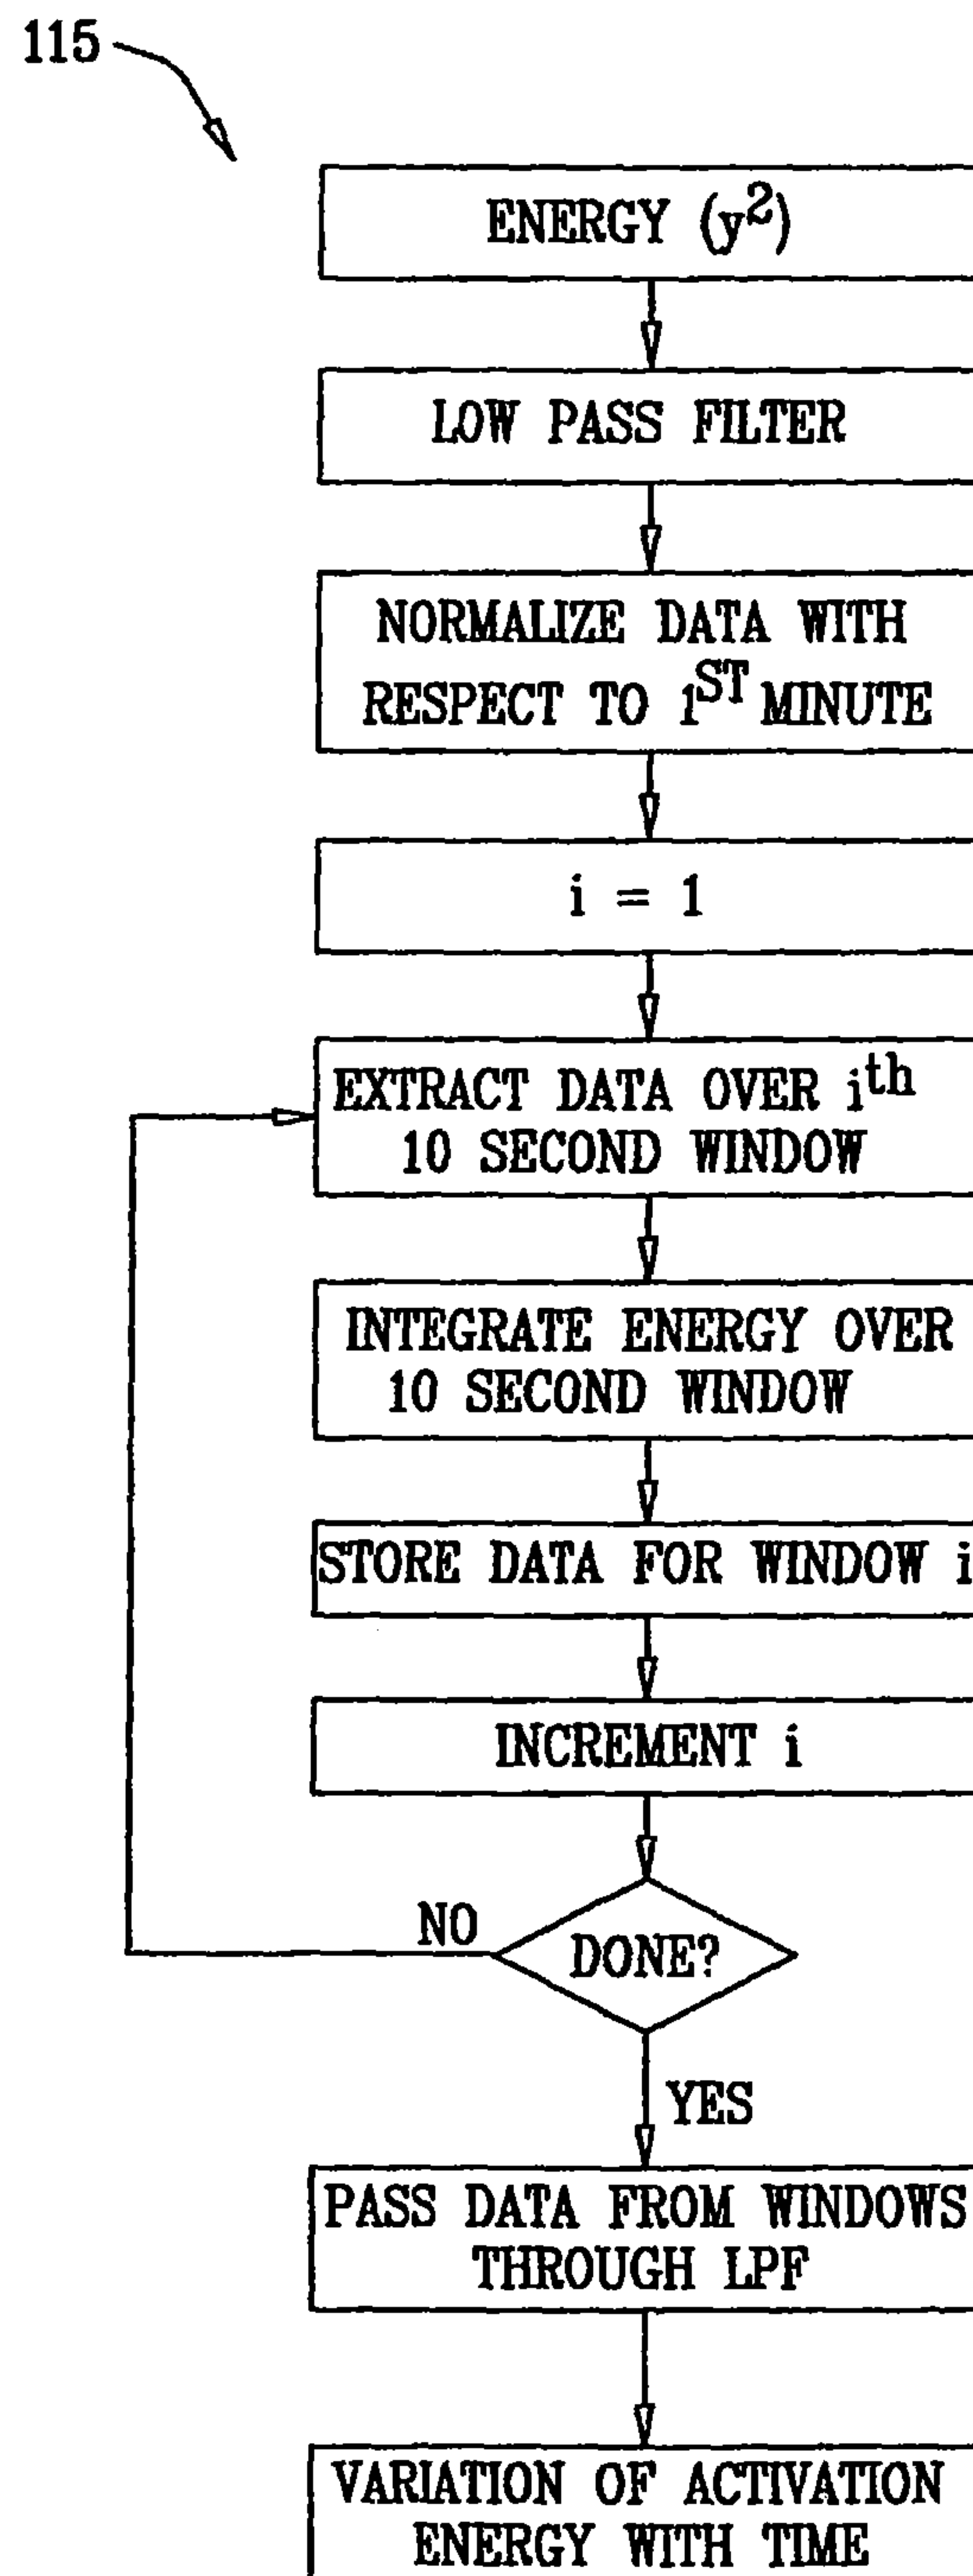 115
ENERGY (y²)
LOW PASS FILTER
NORMALIZE DATA WITH
RESPECT TO 1ST MINUTE
i = 1
EXTRACT DATA OVER ith
10 SECOND WINDOW
INTEGRATE ENERGY OVER
10 SECOND WINDOW
STORE DATA FOR WINDOW i
INCREMENT i
DONE?
NO
YES
PASS DATA FROM WINDOWS
THROUGH LPF
VARIATION OF ACTIVATION
ENERGY WITH TIME